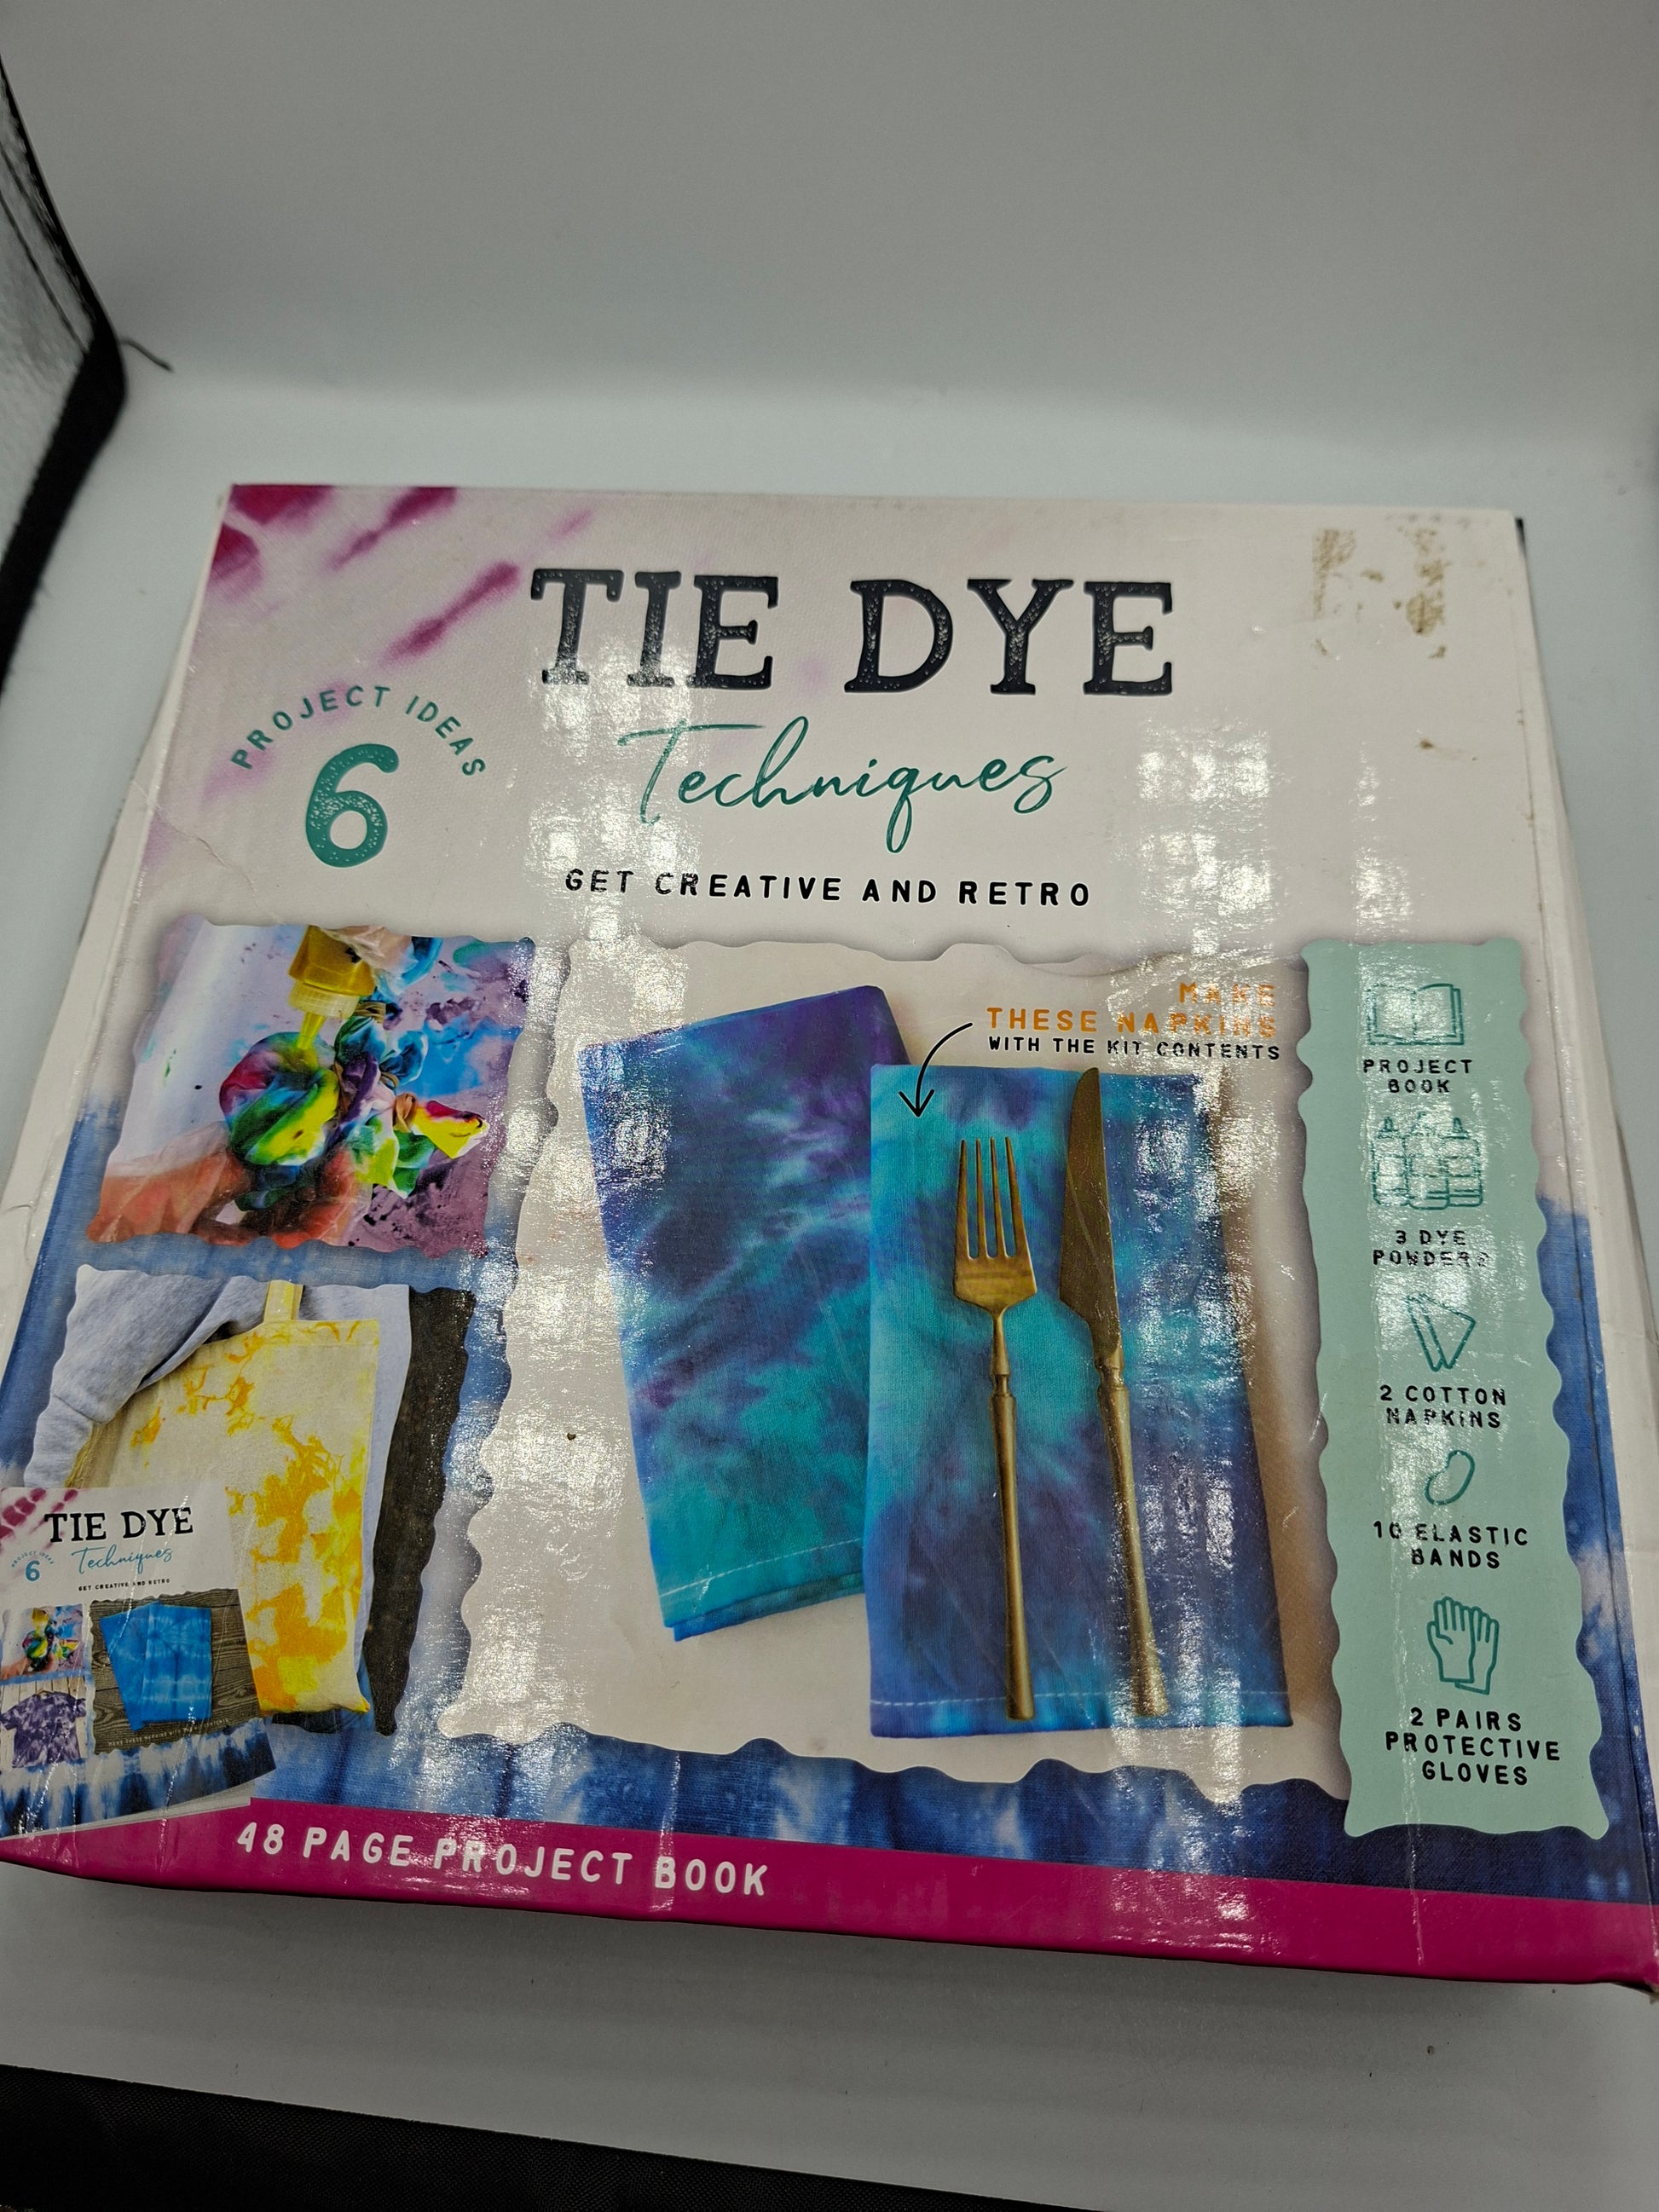 TIE DYE
Techniques
GET CREATIVE AND RETRO
PROJECT IDEAS
6
MAKE
THESE NAPKINS
WITH THE KIT CONTENTS
PROJECT
BOOK
3 DYE
POWDERS
2 COTTON
NAPKINS
10 ELASTIC
BANDS
2 PAIRS
PROTECTIVE
GLOVES
TIE DYE
Techniques
PROJECT IDEAS
6
GET CREATIVE AND RETRO
48 PAGE PROJECT BOOK